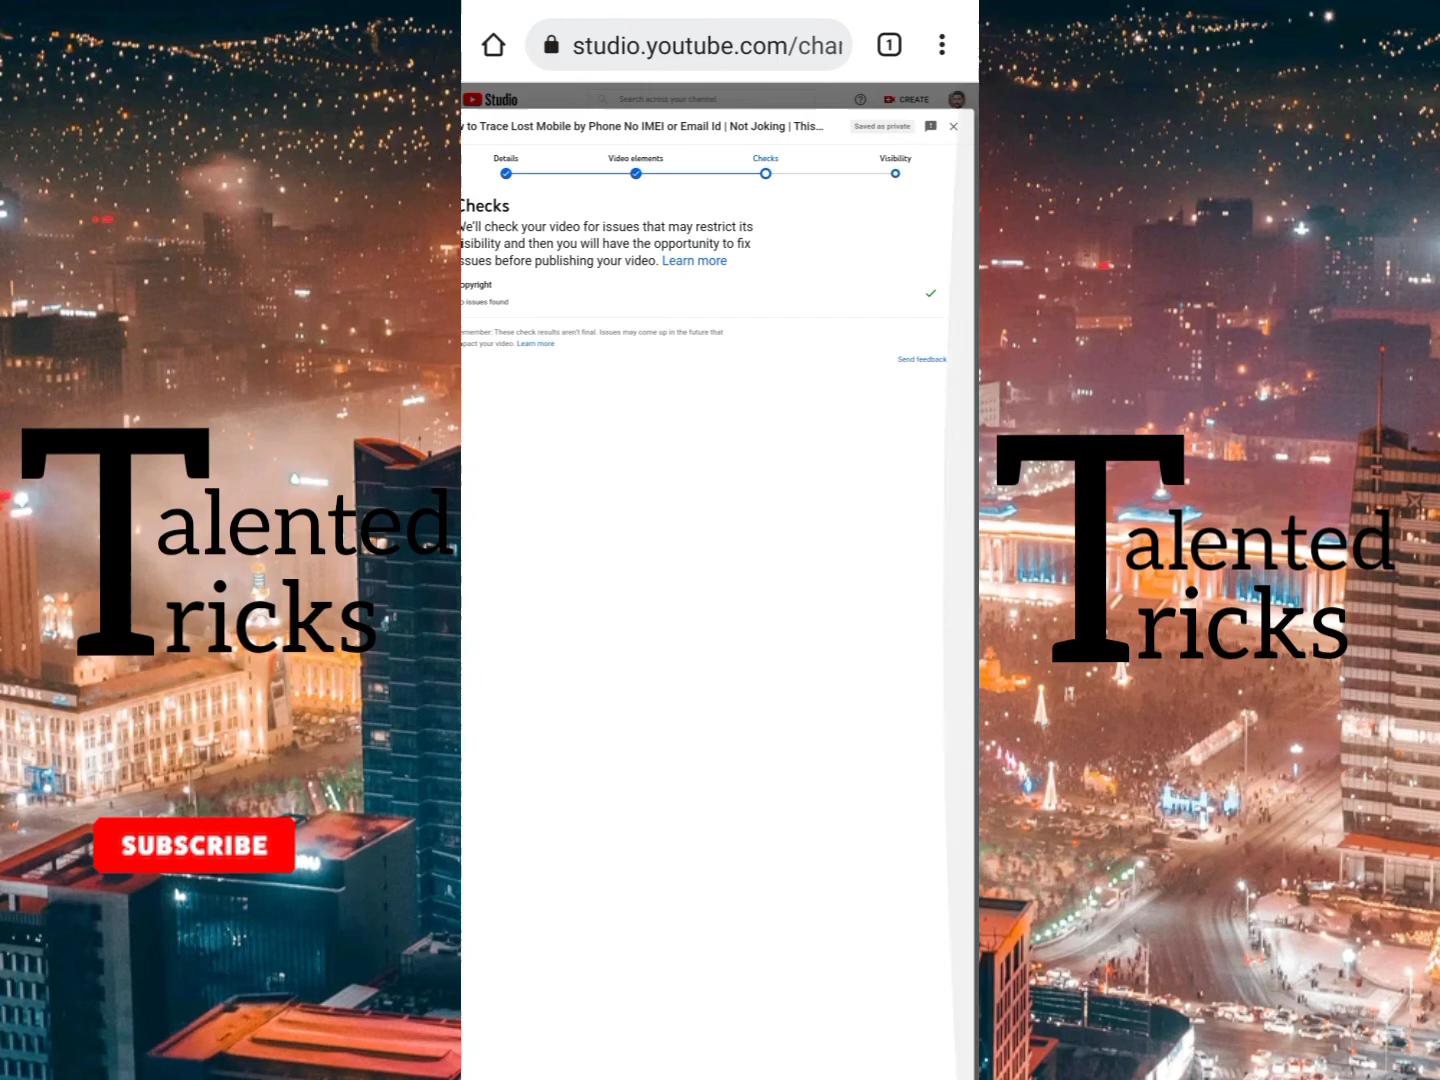 studio.youtube.com/chai
1
Studio
Search across your channel
CREATE
to Trace Lost Mobile by Phone No IMEI or Email Id | Not Joking | This...
Saved as private
Details
Video elements
Checks
Visibility
Checks
We'll check your video for issues that may restrict its
isibility and then you will have the opportunity to fix
ssues before publishing your video. Learn more
opyright
o issues found
emember: These check results aren't final. Issues may come up in the future that
pact your video. Learn more
Send feedback
Talented
Tricks
SUBSCRIBE
Talented
Tricks